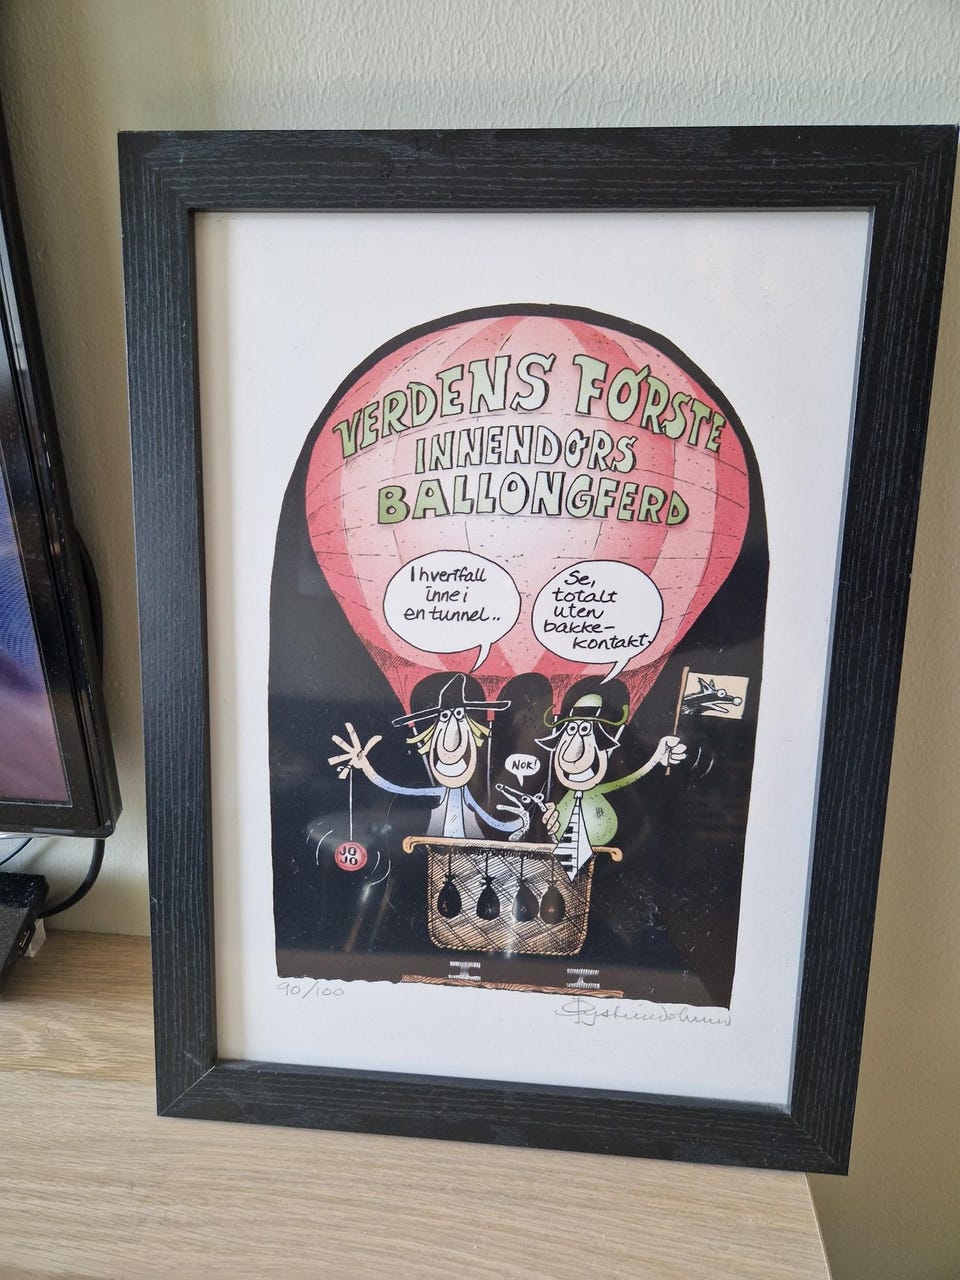 VERDENS FØRSTE
INNENDØRS
BALLONGFERD
I hvertfall
inne i
en tunnel..
Se,
totalt
uten
bakke-
kontakt.
NOK!
JO
JO
90/100